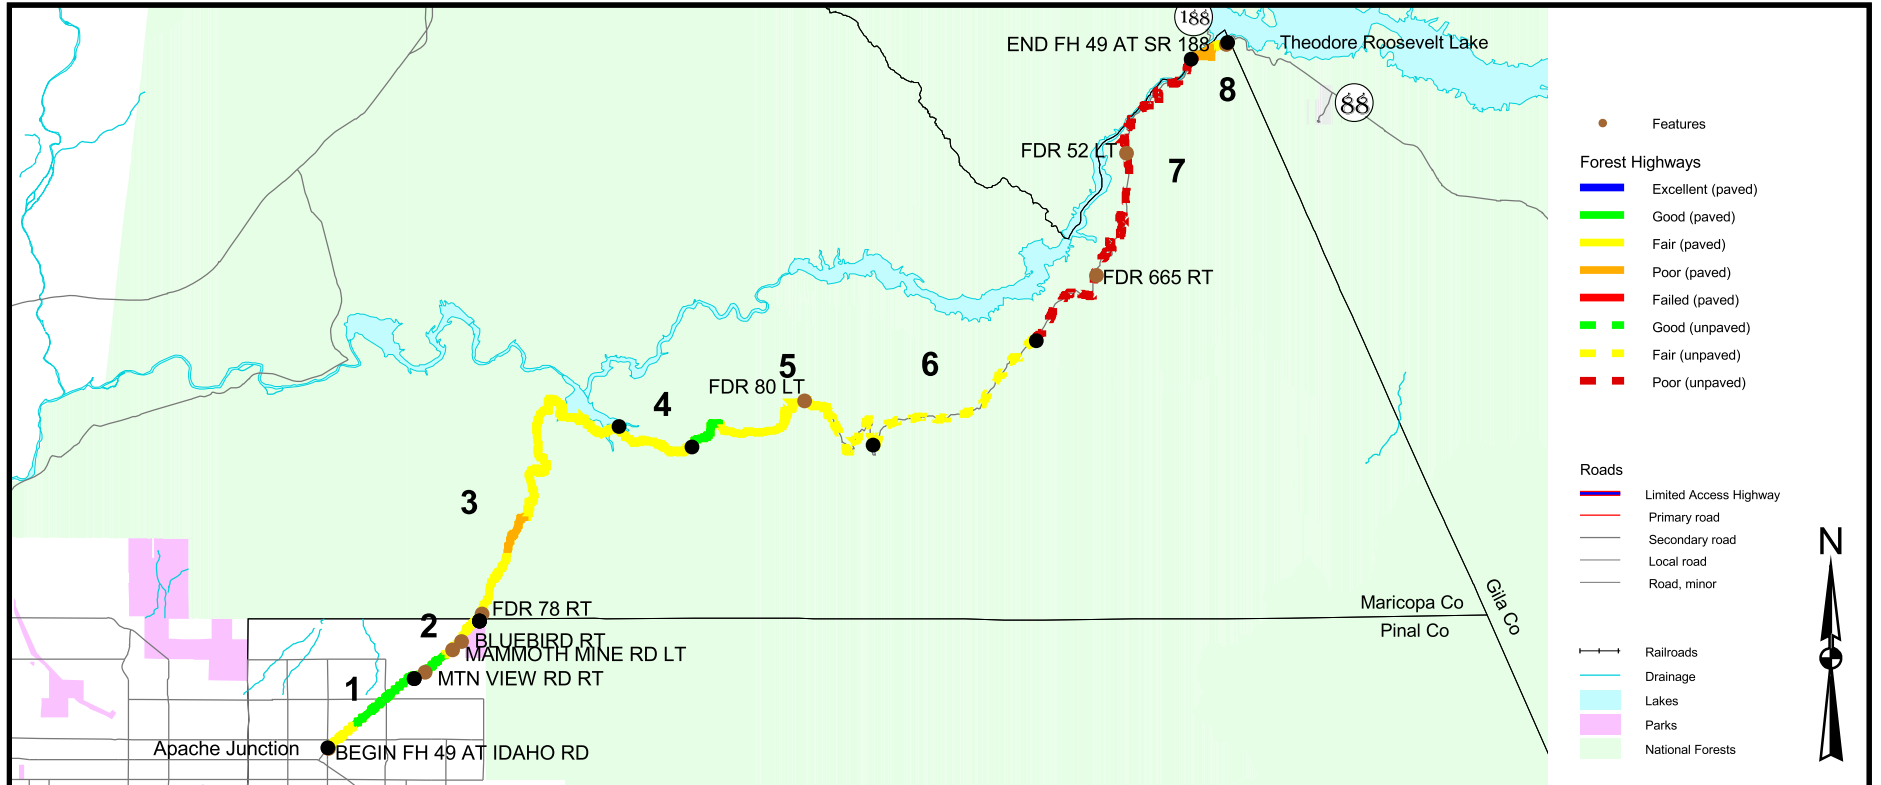 188
END FH 49 AT SR 188
Theodore Roosevelt Lake
8
88
FDR 52 LT
7
FDR 665 RT
5
6
FDR 80 LT
4
3
FDR 78 RT
2
BLUEBIRD RT
MAMMOTH MINE RD LT
MTN VIEW RD RT
1
Apache Junction
BEGIN FH 49 AT IDAHO RD
Maricopa Co
Pinal Co
Gila Co
Features
Forest Highways
Excellent (paved)
Good (paved)
Fair (paved)
Poor (paved)
Failed (paved)
Good (unpaved)
Fair (unpaved)
Poor (unpaved)
Roads
Limited Access Highway
Primary road
Secondary road
Local road
Road, minor
N
Railroads
Drainage
Lakes
Parks
National Forests